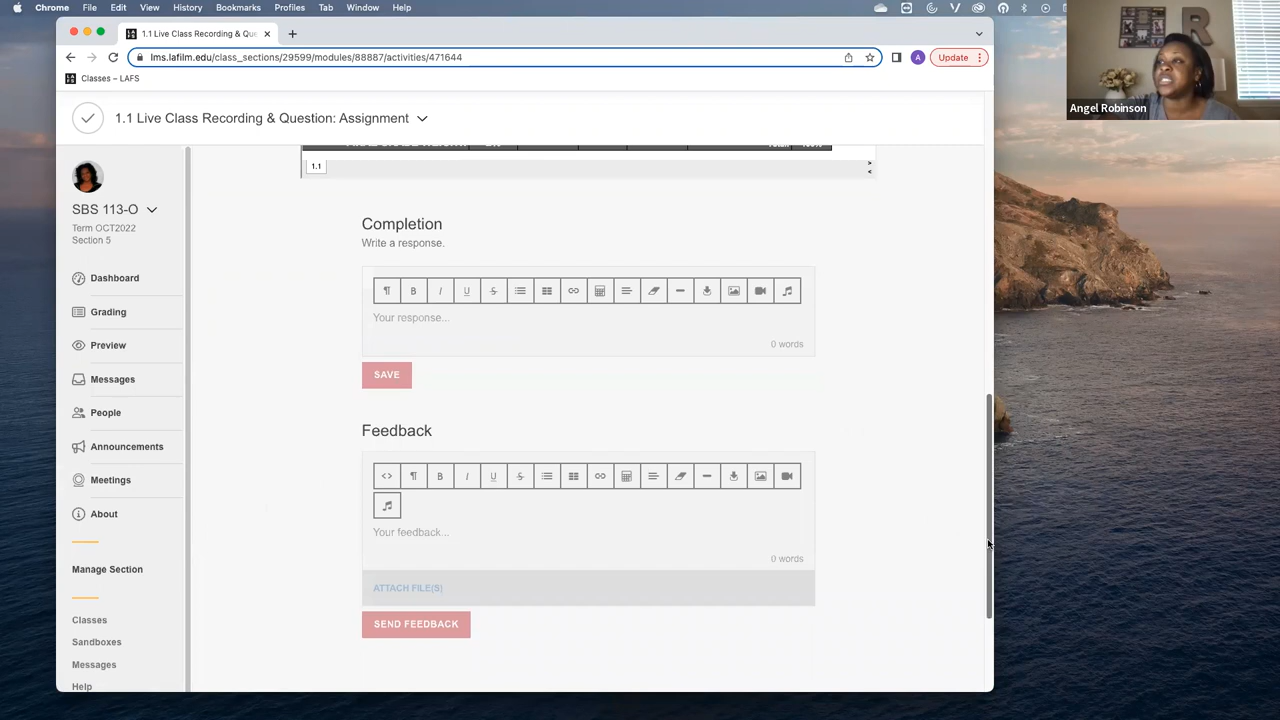 Chrome File Edit View History Bookmarks Profiles Tab Window Help
1.1 Live Class Recording & Que
lms.lafilm.edu/class_sections/29599/modules/88887/activities/471644
A
Update
Classes – LAFS
1.1 Live Class Recording & Question: Assignment
R
Angel Robinson
1.1
SBS 113-O
Term OCT2022
Section 5
Dashboard
Grading
Preview
Messages
People
Announcements
Meetings
About
Manage Section
Classes
Sandboxes
Messages
Help
Completion
Write a response.
B I U S
Your response...
0 words
SAVE
Feedback
<> B I U S
Your feedback...
0 words
ATTACH FILE(S)
SEND FEEDBACK